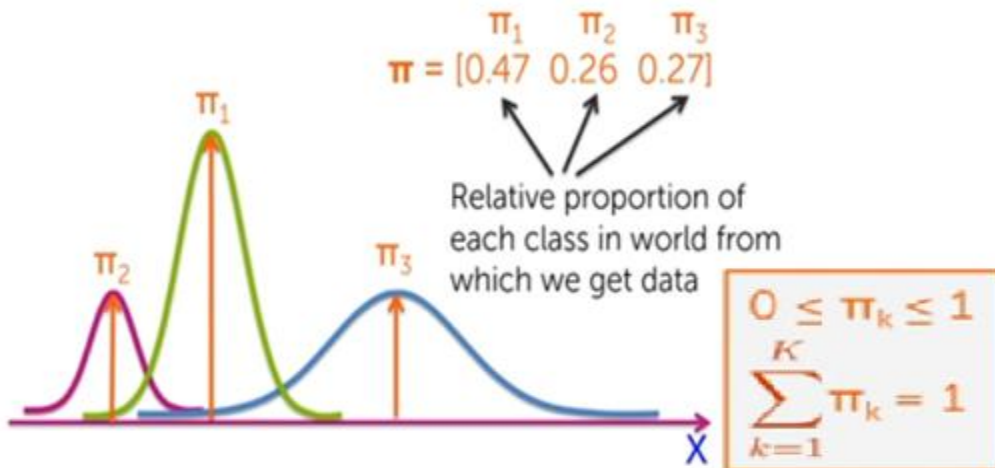 π₁ π₂ π₃
π = [0.47 0.26 0.27]
π₁
Relative proportion of
each class in world from
which we get data
π₂
π₃
0 ≤ πₖ ≤ 1
K
∑ πₖ = 1
k=1
X